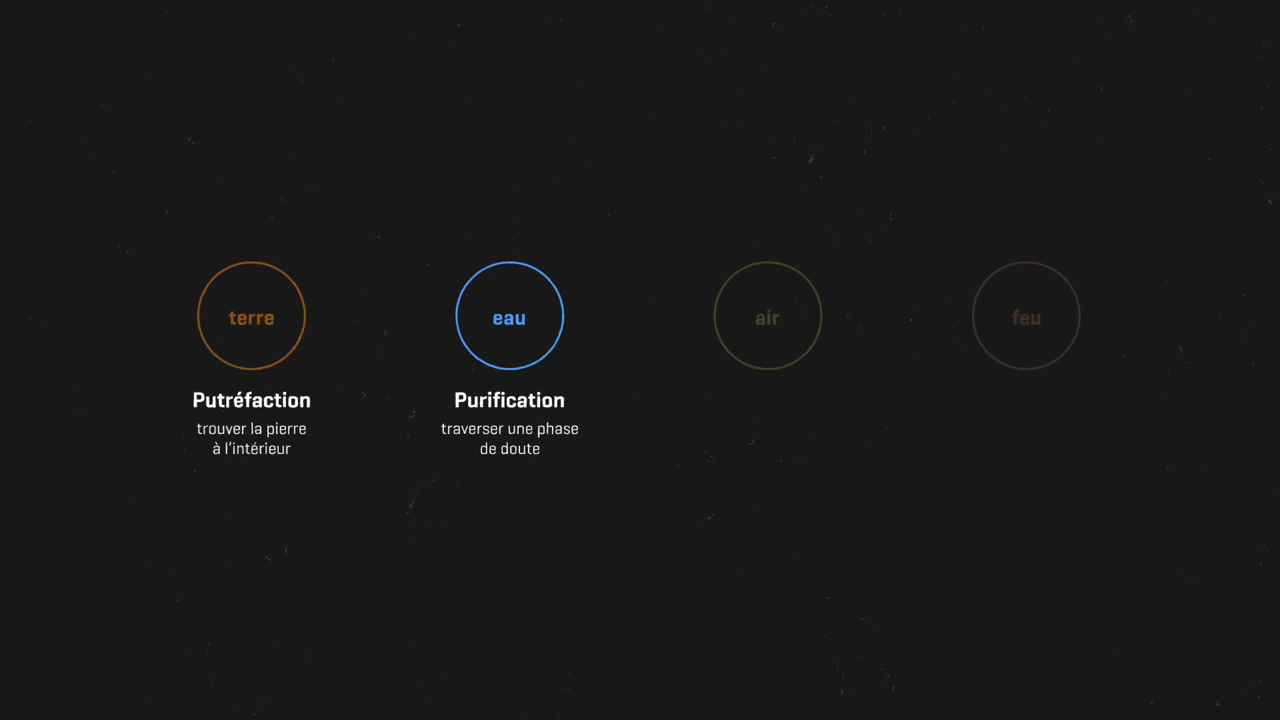 terre
eau
air
feu
Putréfaction
trouver la pierre
à l'intérieur
Purification
traverser une phase
de doute